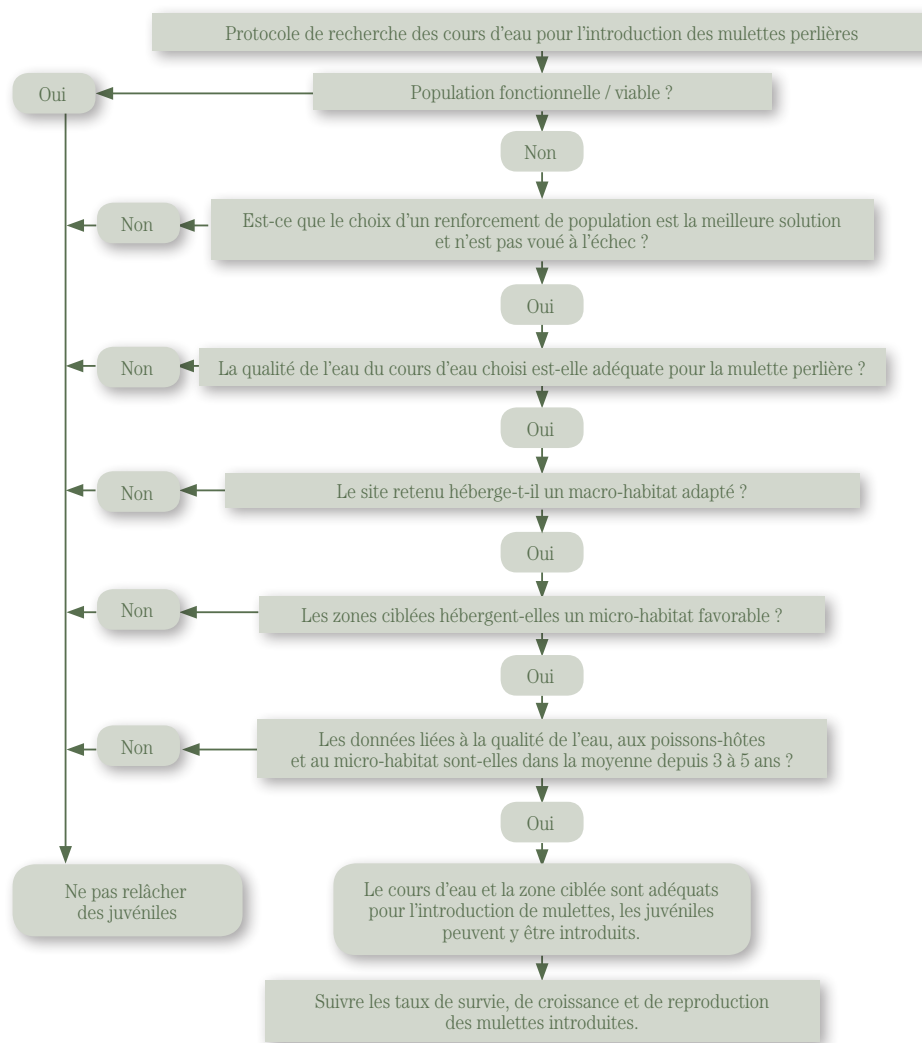 Protocole de recherche des cours d'eau pour l'introduction des mulettes perlières
Oui
Population fonctionnelle / viable ?
Non
Non
Est-ce que le choix d'un renforcement de population est la meilleure solution
et n'est pas voué à l'échec ?
Oui
Non
La qualité de l'eau du cours d'eau choisi est-elle adéquate pour la mulette perlière ?
Oui
Non
Le site retenu héberge-t-il un macro-habitat adapté ?
Oui
Non
Les zones ciblées hébergent-elles un micro-habitat favorable ?
Oui
Non
Les données liées à la qualité de l'eau, aux poissons-hôtes
et au micro-habitat sont-elles dans la moyenne depuis 3 à 5 ans ?
Oui
Ne pas relâcher
des juvéniles
Le cours d'eau et la zone ciblée sont adéquats
pour l'introduction de mulettes, les juvéniles
peuvent y être introduits.
Suivre les taux de survie, de croissance et de reproduction
des mulettes introduites.